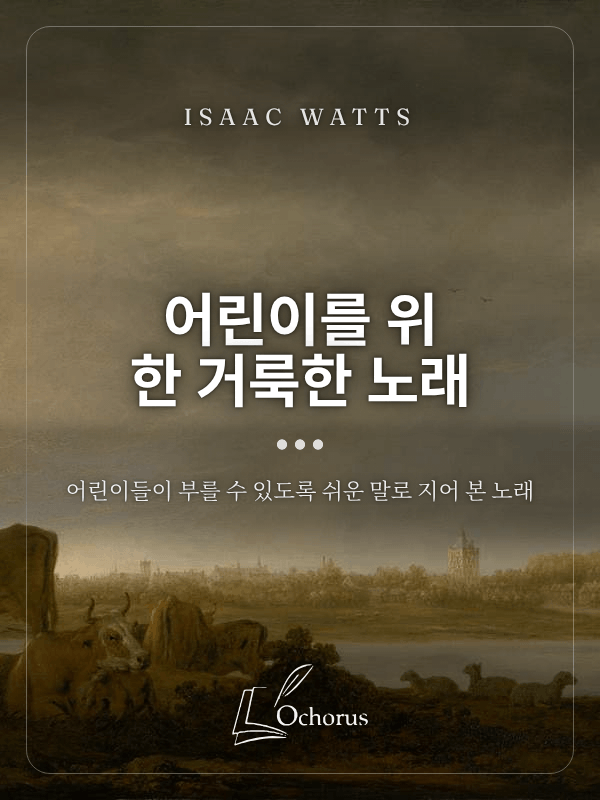 ISAAC WATTS
어린이를 위
한 거룩한 노래
어린이들이 부를 수 있도록 쉬운 말로 지어 본 노래
Ochorus